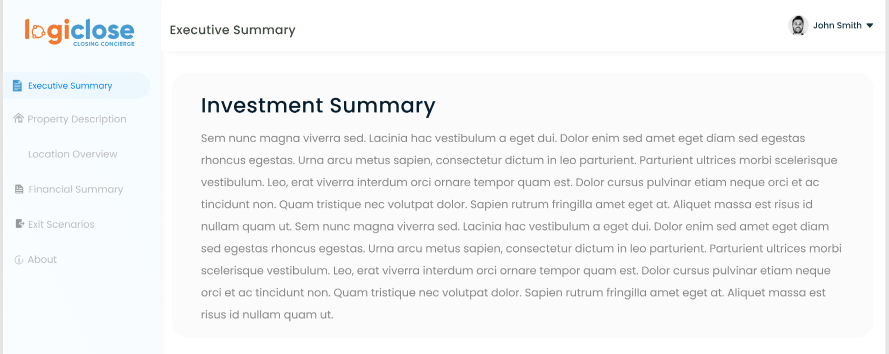 logiclose
CLOSING CONCIERGE
Executive Summary
John Smith
Executive Summary
Property Description
Location Overview
Financial Summary
Exit Scenarios
About
Investment Summary
Sem nunc magna viverra sed. Lacinia hac vestibulum a eget dui. Dolor enim sed amet eget diam sed egestas
rhoncus egestas. Urna arcu metus sapien, consectetur dictum in leo parturient. Parturient ultrices morbi scelerisque
vestibulum. Leo, erat viverra interdum orci ornare tempor quam est. Dolor cursus pulvinar etiam neque orci et ac
tincidunt non. Quam tristique nec volutpat dolor. Sapien rutrum fringilla amet eget at. Aliquet massa est risus id
nullam quam ut. Sem nunc magna viverra sed. Lacinia hac vestibulum a eget dui. Dolor enim sed amet eget diam
sed egestas rhoncus egestas. Urna arcu metus sapien, consectetur dictum in leo parturient. Parturient ultrices morbi
scelerisque vestibulum. Leo, erat viverra interdum orci ornare tempor quam est. Dolor cursus pulvinar etiam neque
orci et ac tincidunt non. Quam tristique nec volutpat dolor. Sapien rutrum fringilla amet eget at. Aliquet massa est
risus id nullam quam ut.